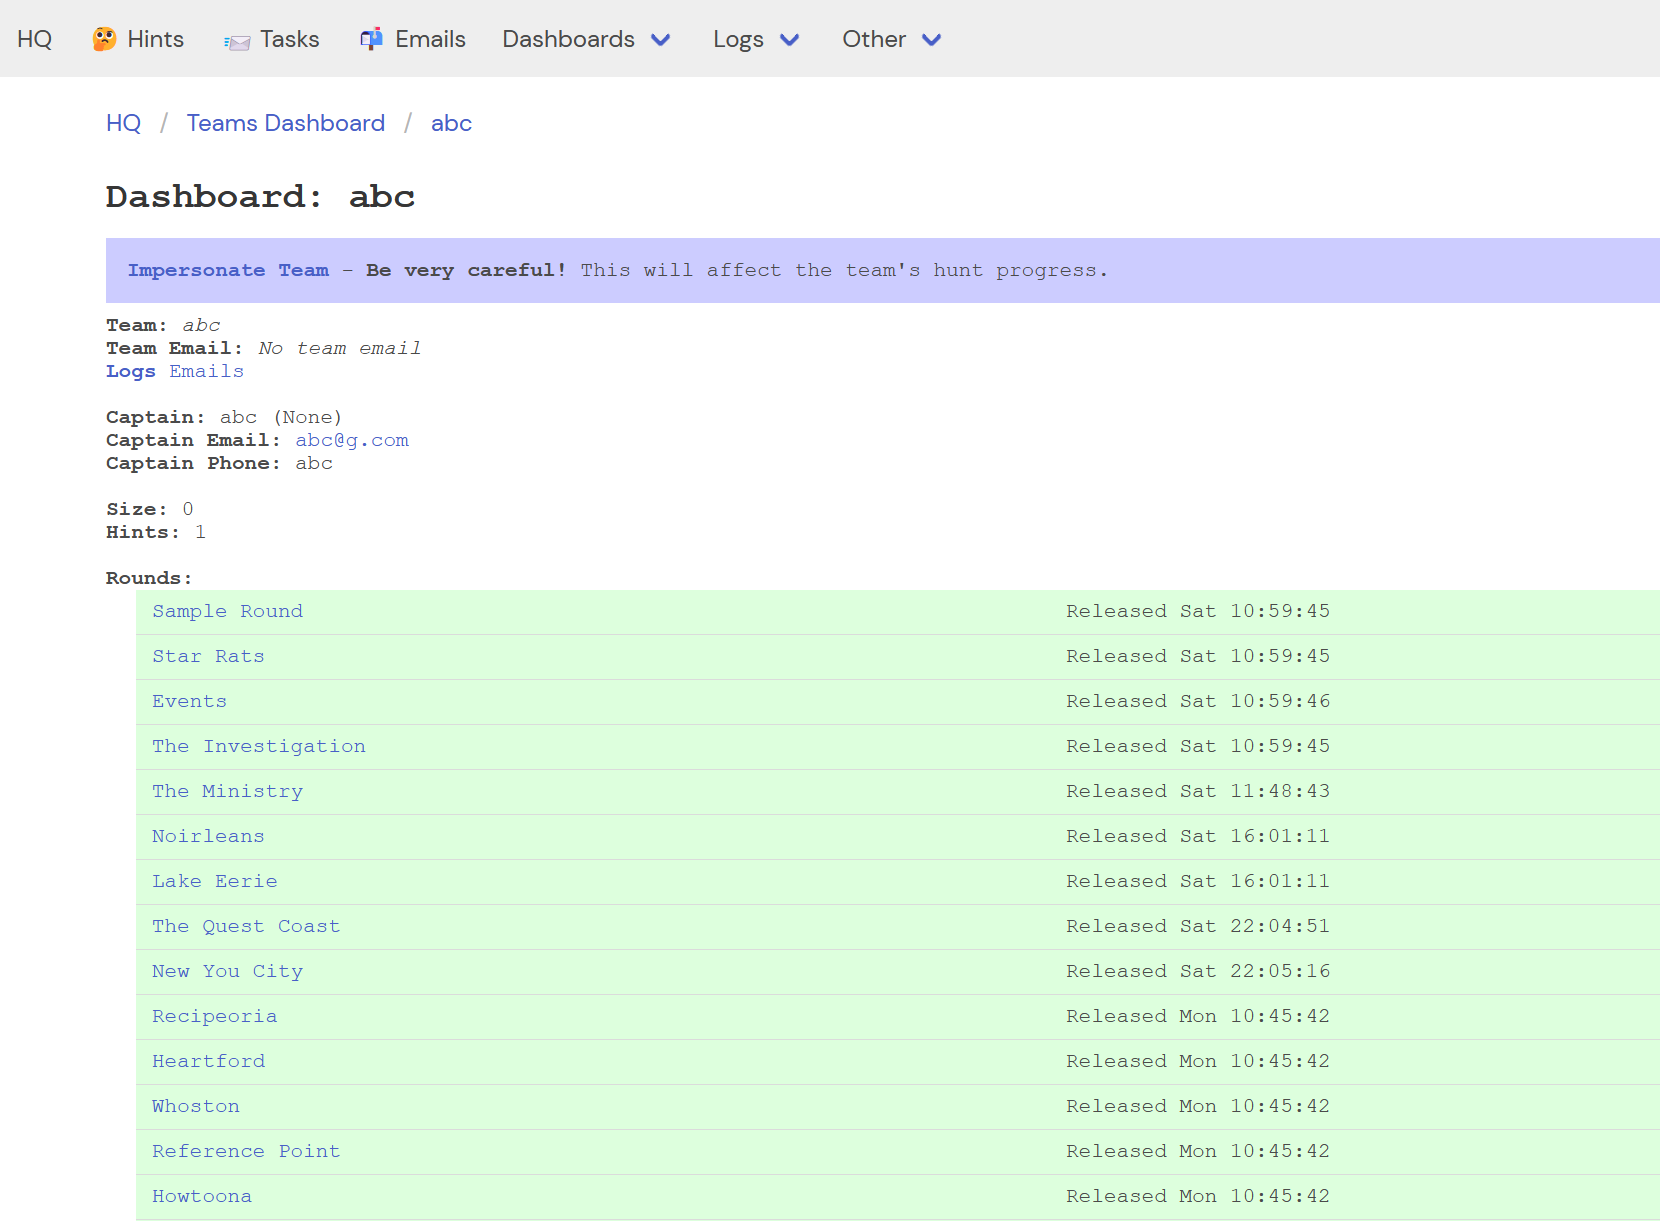 HQ Hints Tasks Emails Dashboards Logs Other
HQ / Teams Dashboard / abc
Dashboard: abc
Impersonate Team - Be very careful! This will affect the team's hunt progress.
Team: abc
Team Email: No team email
Logs Emails
Captain: abc (None)
Captain Email: abc@g.com
Captain Phone: abc
Size: 0
Hints: 1
Rounds:
Sample Round Released Sat 10:59:45
Star Rats Released Sat 10:59:45
Events Released Sat 10:59:46
The Investigation Released Sat 10:59:45
The Ministry Released Sat 11:48:43
Noirleans Released Sat 16:01:11
Lake Eerie Released Sat 16:01:11
The Quest Coast Released Sat 22:04:51
New You City Released Sat 22:05:16
Recipeoria Released Mon 10:45:42
Heartford Released Mon 10:45:42
Whoston Released Mon 10:45:42
Reference Point Released Mon 10:45:42
Howtoona Released Mon 10:45:42